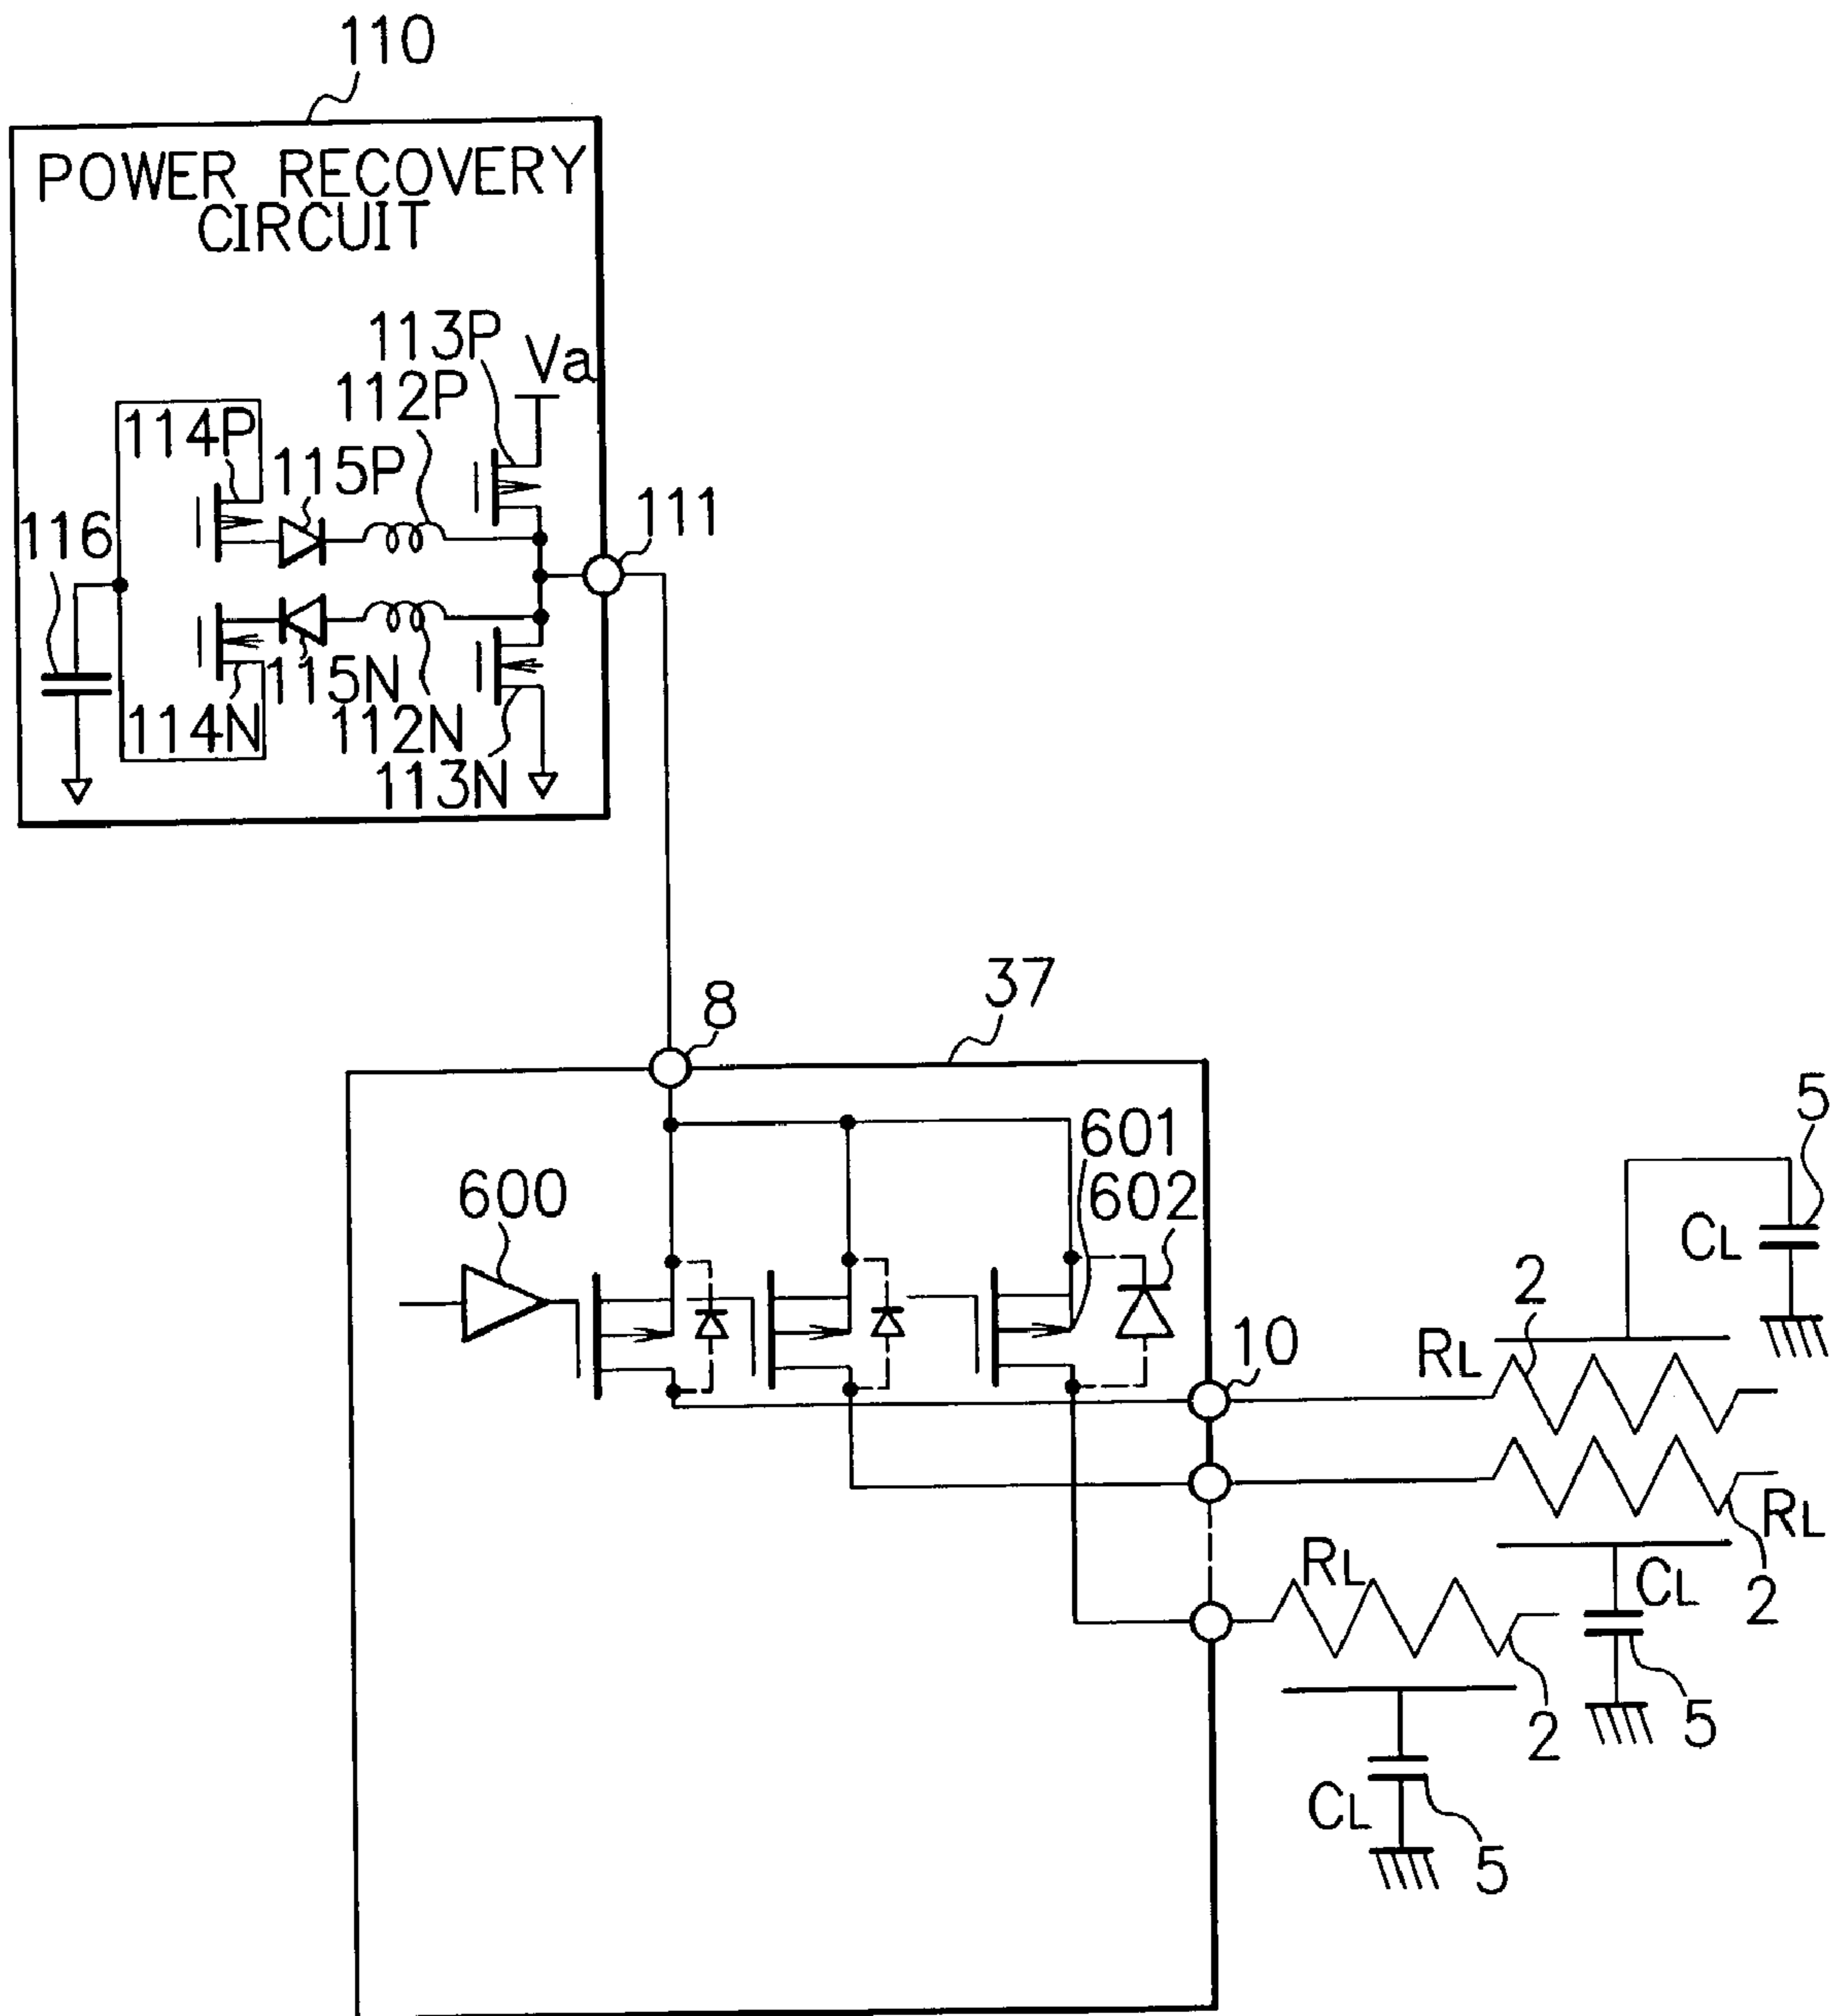 110
POWER RECOVERY
CIRCUIT
113P
Va
112P
114P
115P
111
116
115N
114N
112N
113N
37
8
5
601
600
602
CL
2
10
RL
RL
RL
CL
2
2
5
CL
5